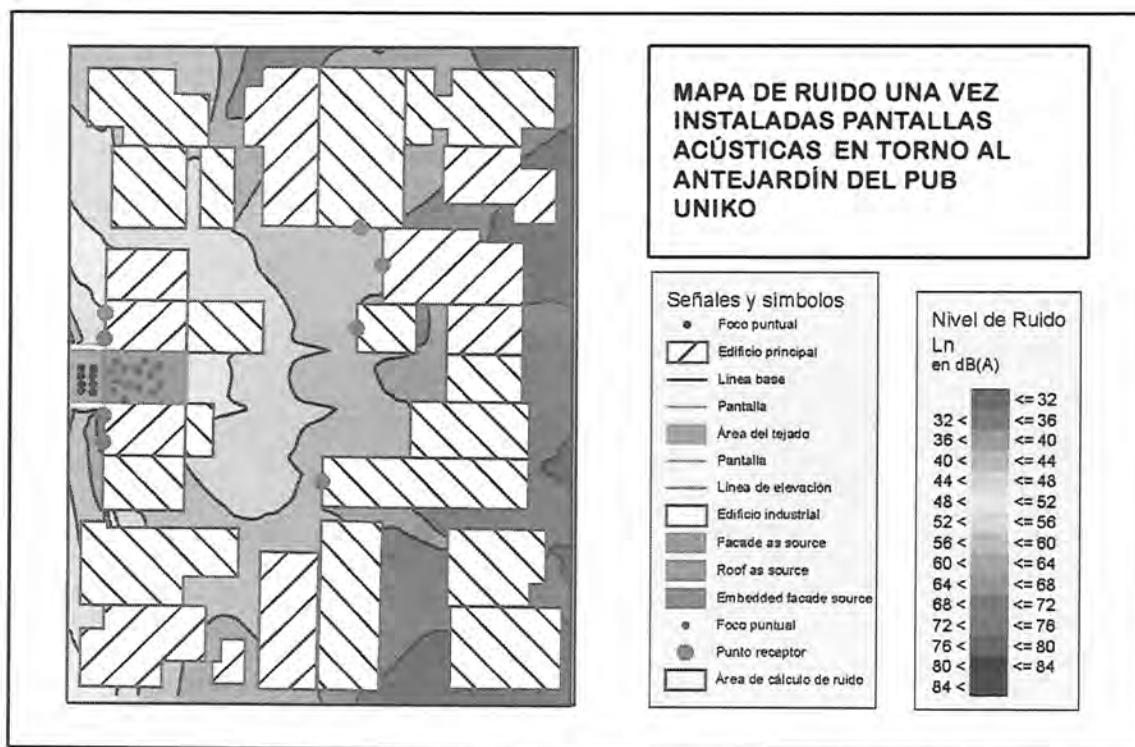 MAPA DE RUIDO UNA VEZ
INSTALADAS PANTALLAS
ACÚSTICAS EN TORNO AL
ANTEJARDÍN DEL PUB
UNIKO
Señales y simbolos
Foco puntual
Edificio principal
Línea base
Pantalla
Área del tejado
Pantalla
Línea de elevación
Edificio industrial
Facade as source
Roof as source
Embedded facade source
Foco puntual
Punto receptor
Área de cálculo de ruido
Nivel de Ruido
Ln
en dB(A)
<= 32
32 < <= 36
36 < <= 40
40 < <= 44
44 < <= 48
48 < <= 52
52 < <= 56
56 < <= 60
60 < <= 64
64 < <= 68
68 < <= 72
72 < <= 76
76 < <= 80
80 < <= 84
84 <